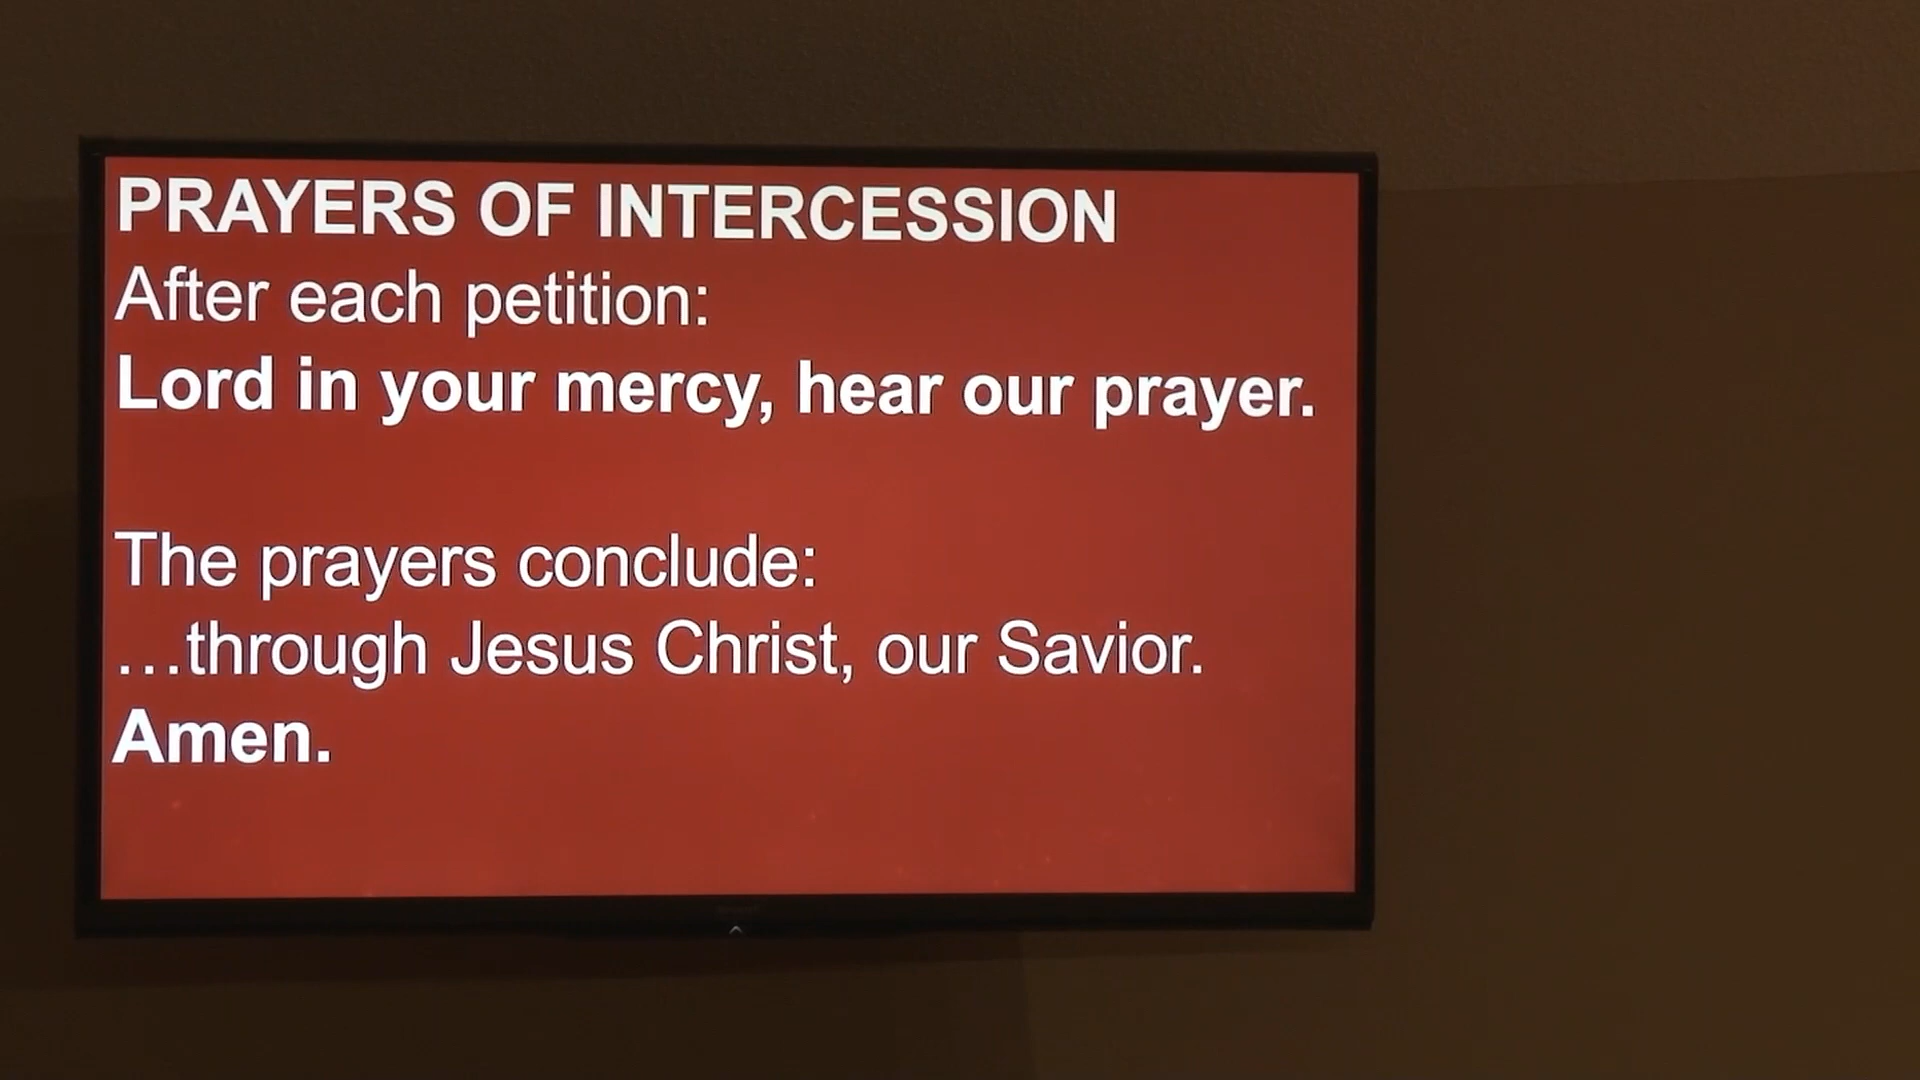 PRAYERS OF INTERCESSION
After each petition:
Lord in your mercy, hear our prayer.
The prayers conclude:
…through Jesus Christ, our Savior.
Amen.